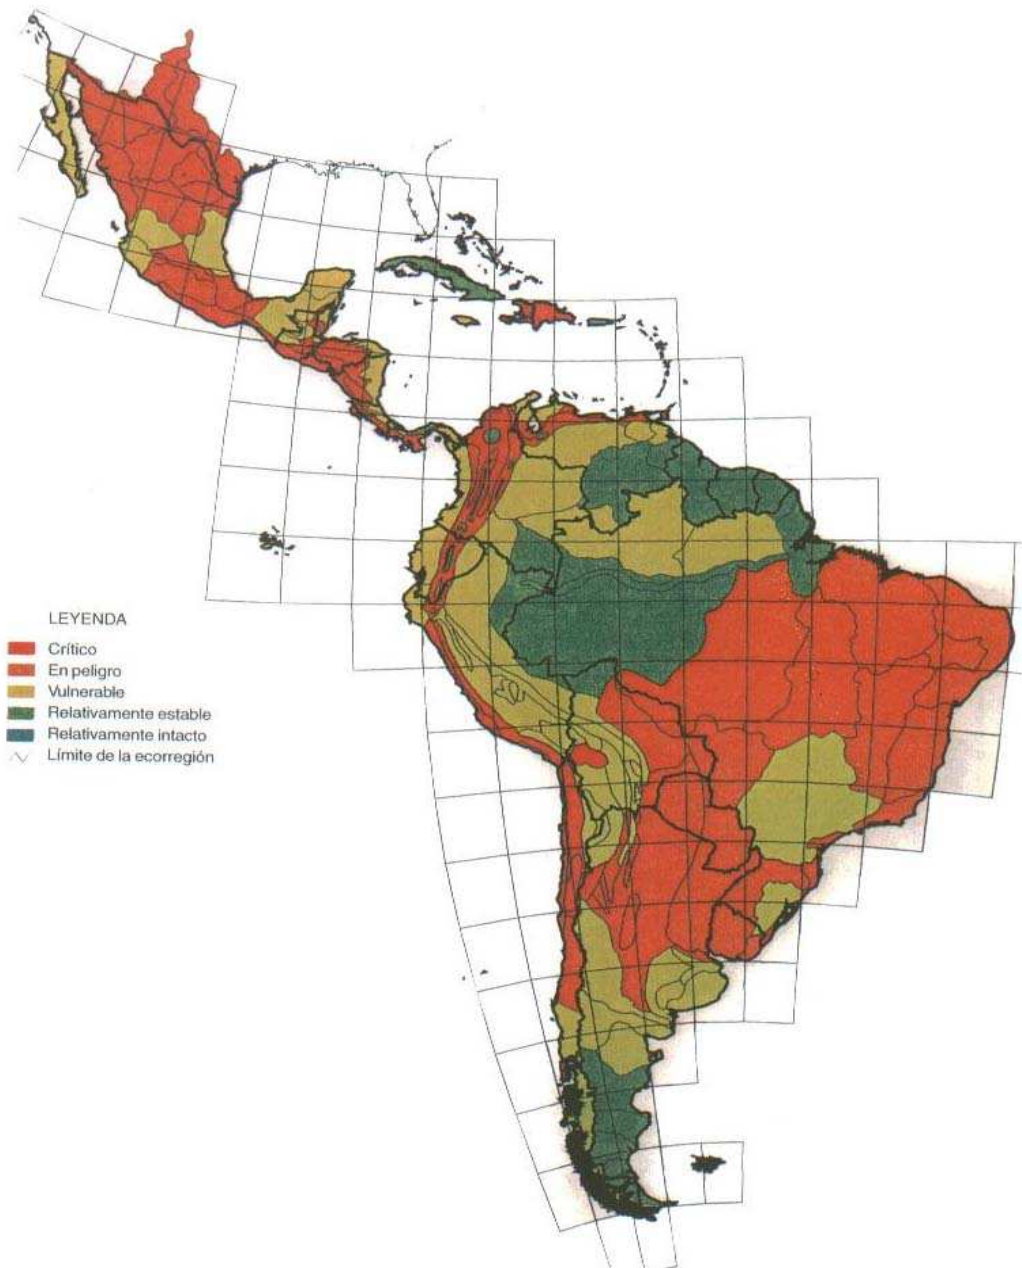 LEYENDA
Crítico
En peligro
Vulnerable
Relativamente estable
Relativamente intacto
Límite de la ecorregión